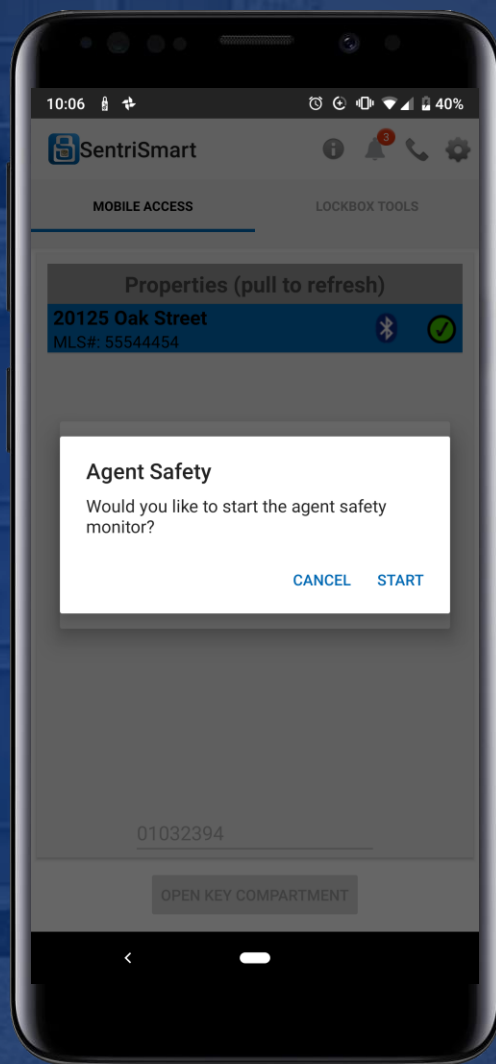 10:06
40%
SentriSmart
3
MOBILE ACCESS
LOCKBOX TOOLS
Properties (pull to refresh)
20125 Oak Street
MLS#: 55544454
Agent Safety
Would you like to start the agent safety
monitor?
CANCEL
START
01032394
OPEN KEY COMPARTMENT